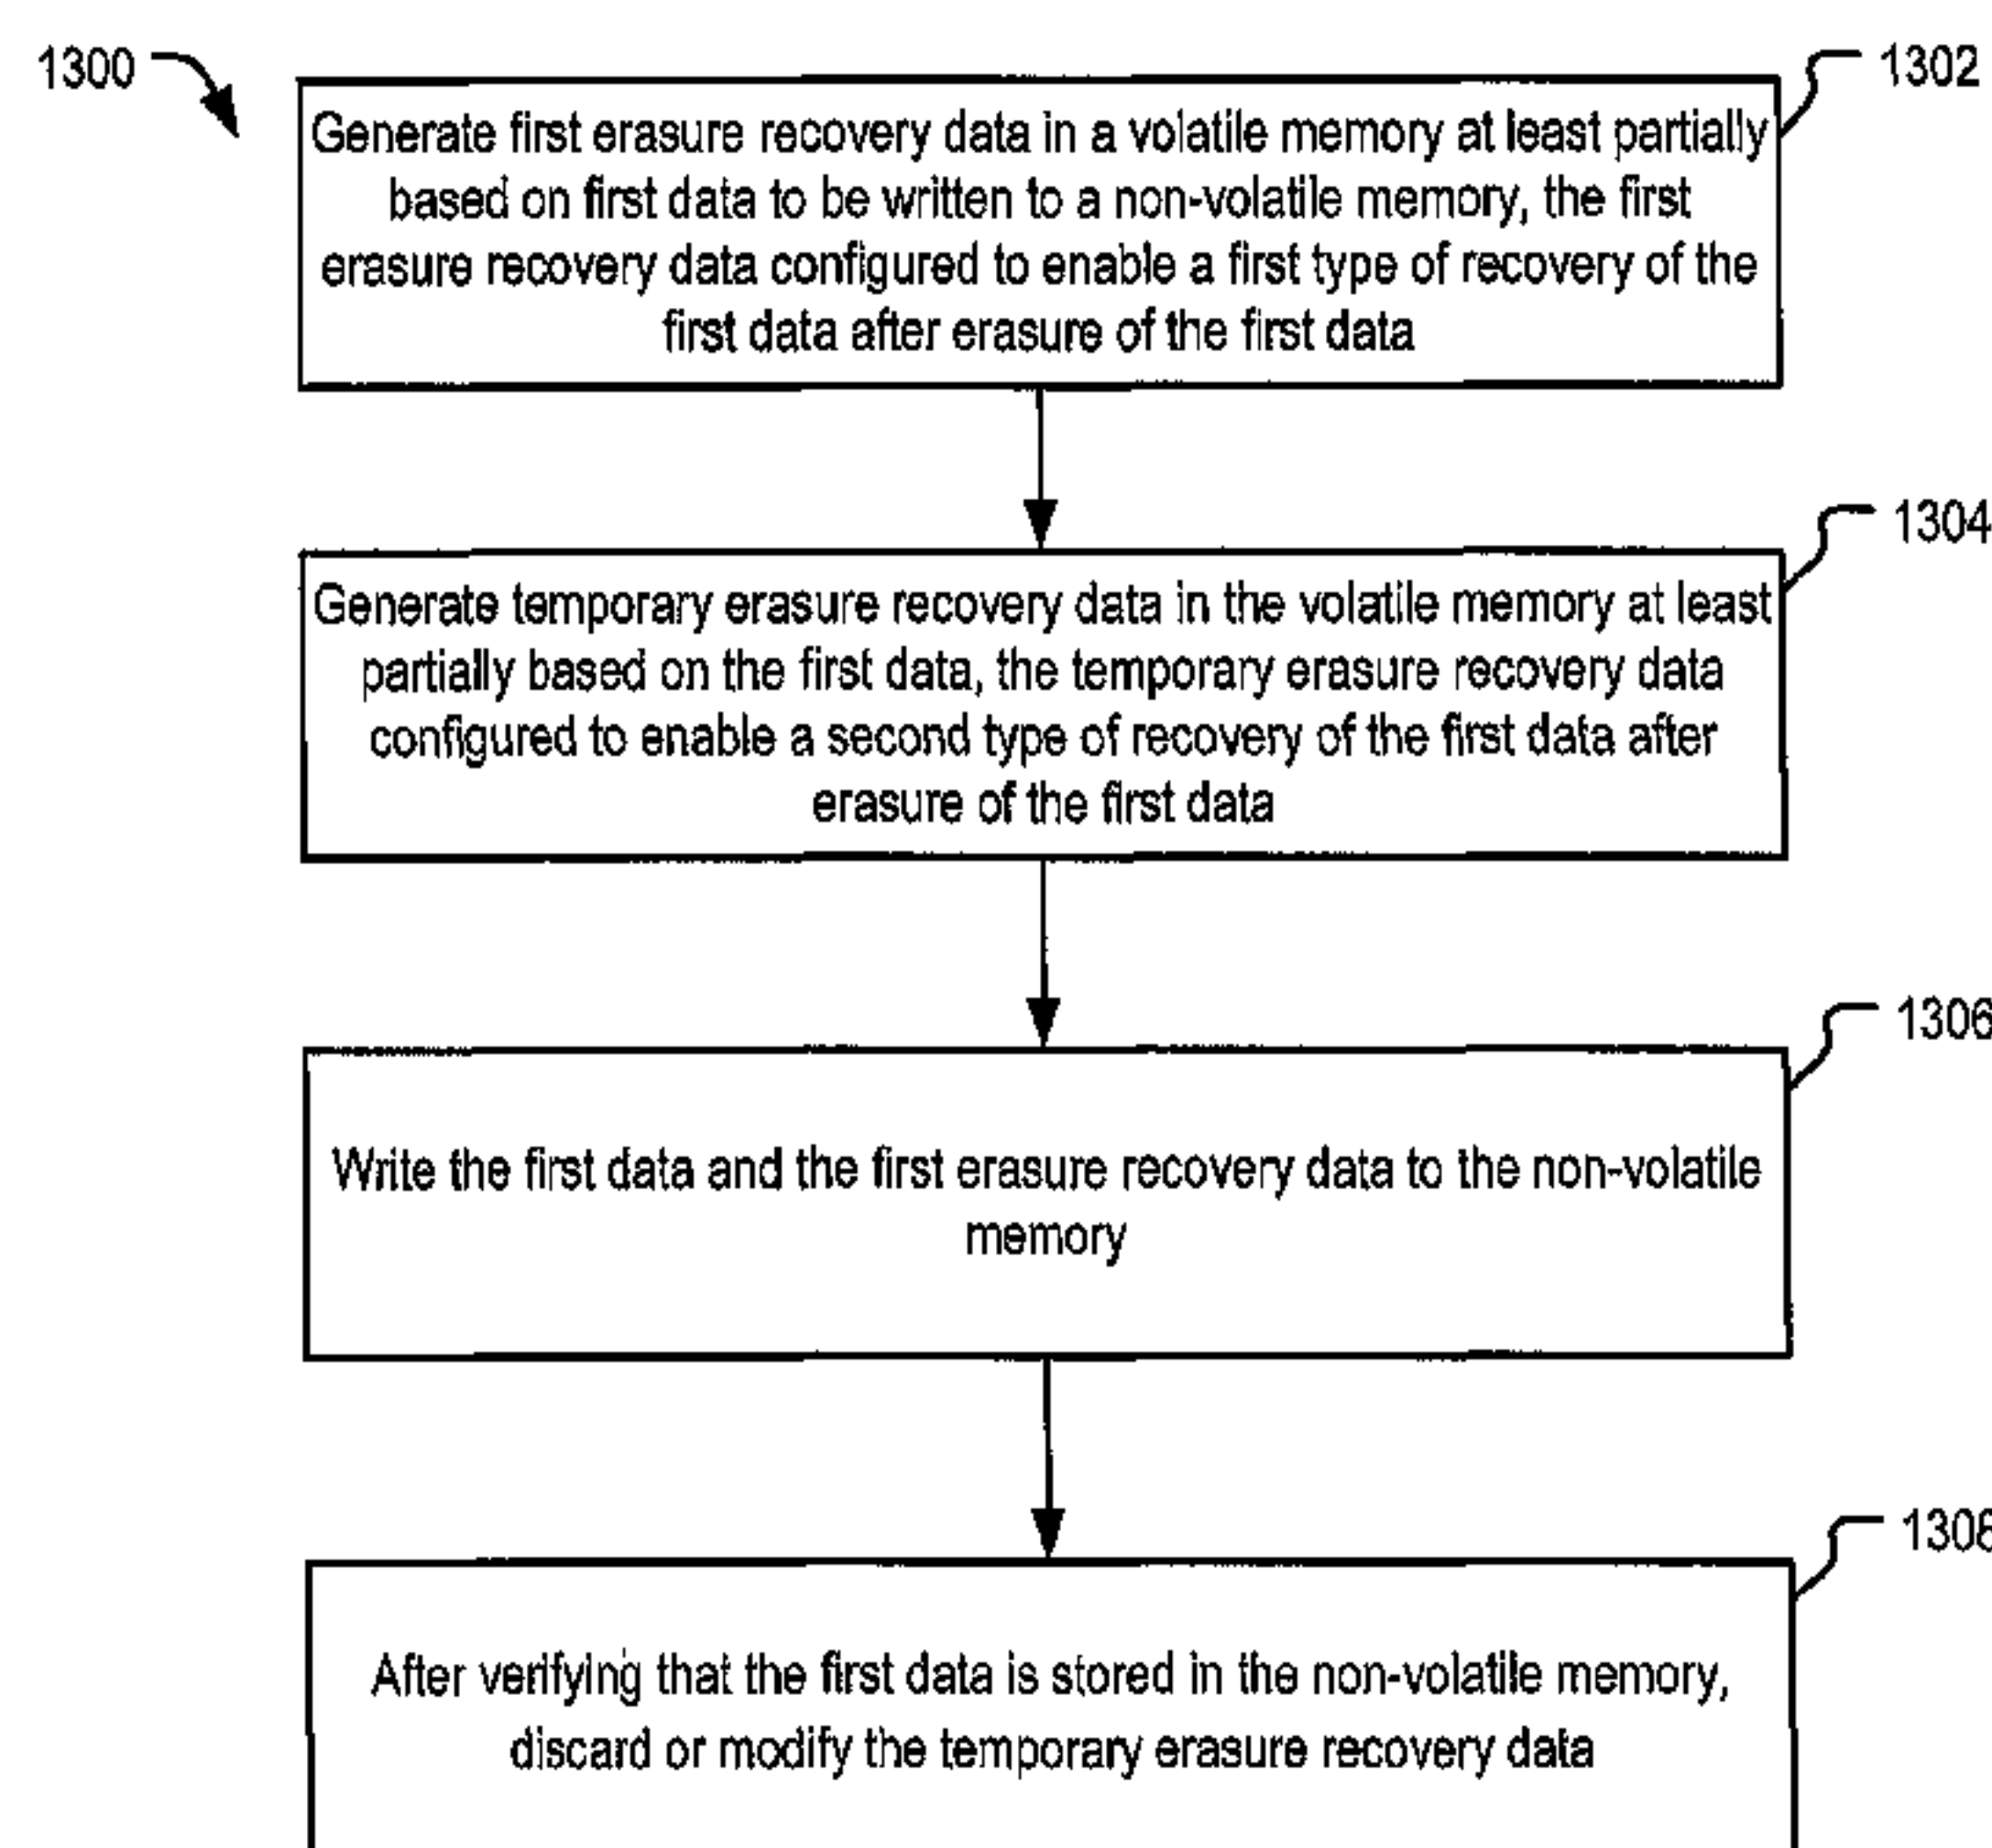 1300
1302
Generate first erasure recovery data in a volatile memory at least partially
based on first data to be written to a non-volatile memory, the first
erasure recovery data configured to enable a first type of recovery of the
first data after erasure of the first data
1304
Generate temporary erasure recovery data in the volatile memory at least
partially based on the first data, the temporary erasure recovery data
configured to enable a second type of recovery of the first data after
erasure of the first data
1306
Write the first data and the first erasure recovery data to the non-volatile
memory
1308
After verifying that the first data is stored in the non-volatile memory,
discard or modify the temporary erasure recovery data